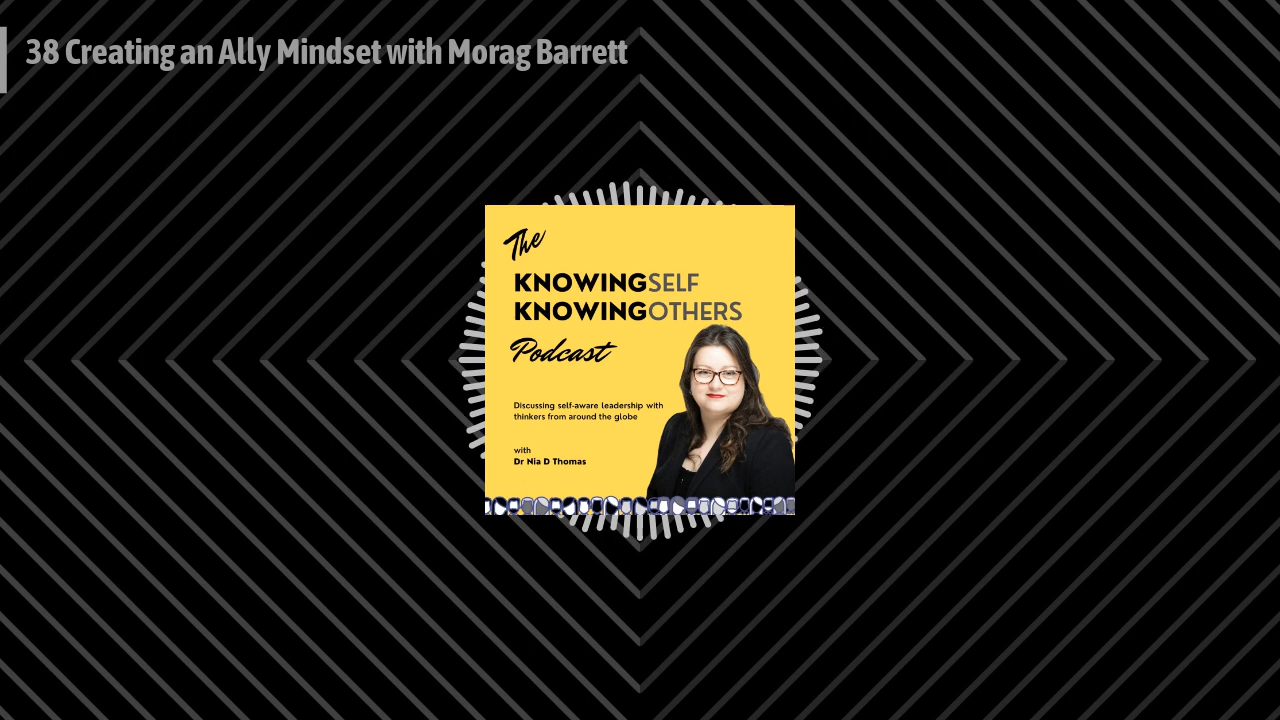 38 Creating an Ally Mindset with Morag Barrett
The
KNOWINGSELF
KNOWINGOTHERS
Podcast
Discussing self-aware leadership with
thinkers from around the globe
with
Dr Nia D Thomas